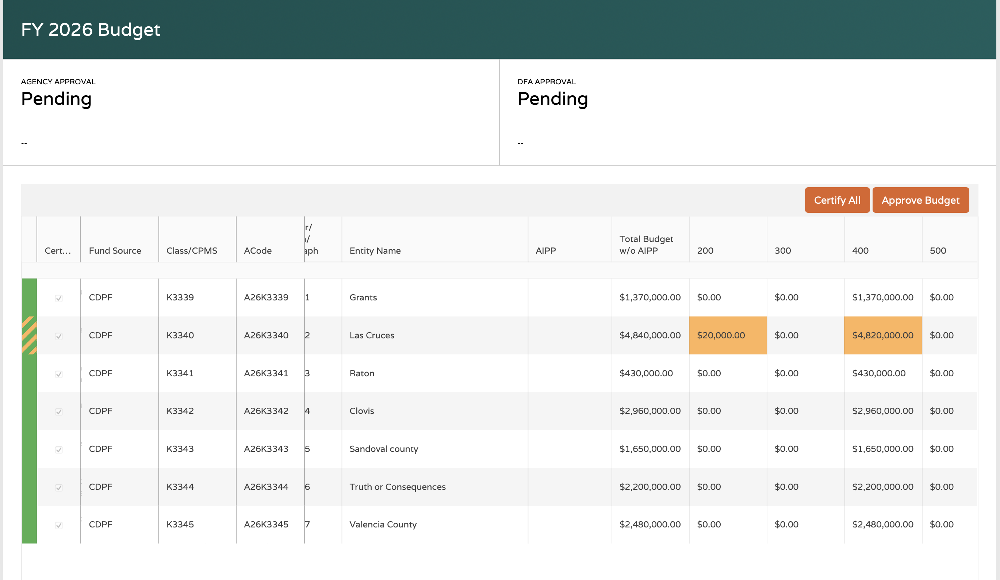 FY 2026 Budget
AGENCY APPROVAL
Pending
--
DFA APPROVAL
Pending
--
Certify All Approve Budget
r/
/
Cert... Fund Source Class/CPMS ACode aph Entity Name AIPP Total Budget w/o AIPP 200 300 400 500
CDPF K3339 A26K3339 1 Grants $1,370,000.00 $0.00 $0.00 $1,370,000.00 $0.00
CDPF K3340 A26K3340 2 Las Cruces $4,840,000.00 $20,000.00 $0.00 $4,820,000.00 $0.00
CDPF K3341 A26K3341 3 Raton $430,000.00 $0.00 $0.00 $430,000.00 $0.00
CDPF K3342 A26K3342 4 Clovis $2,960,000.00 $0.00 $0.00 $2,960,000.00 $0.00
CDPF K3343 A26K3343 5 Sandoval county $1,650,000.00 $0.00 $0.00 $1,650,000.00 $0.00
CDPF K3344 A26K3344 6 Truth or Consequences $2,200,000.00 $0.00 $0.00 $2,200,000.00 $0.00
CDPF K3345 A26K3345 7 Valencia County $2,480,000.00 $0.00 $0.00 $2,480,000.00 $0.00